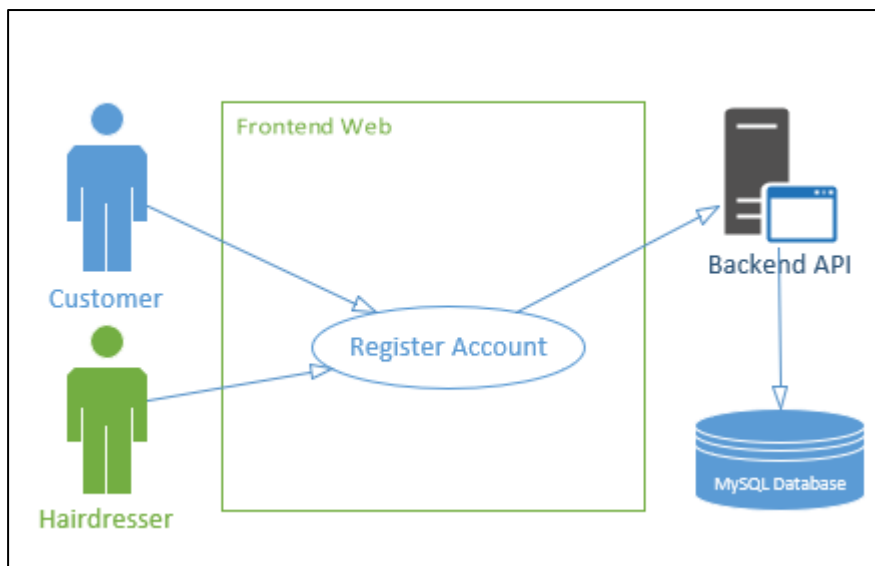 Frontend Web
Customer
Register Account
Backend API
Hairdresser
MySQL Database